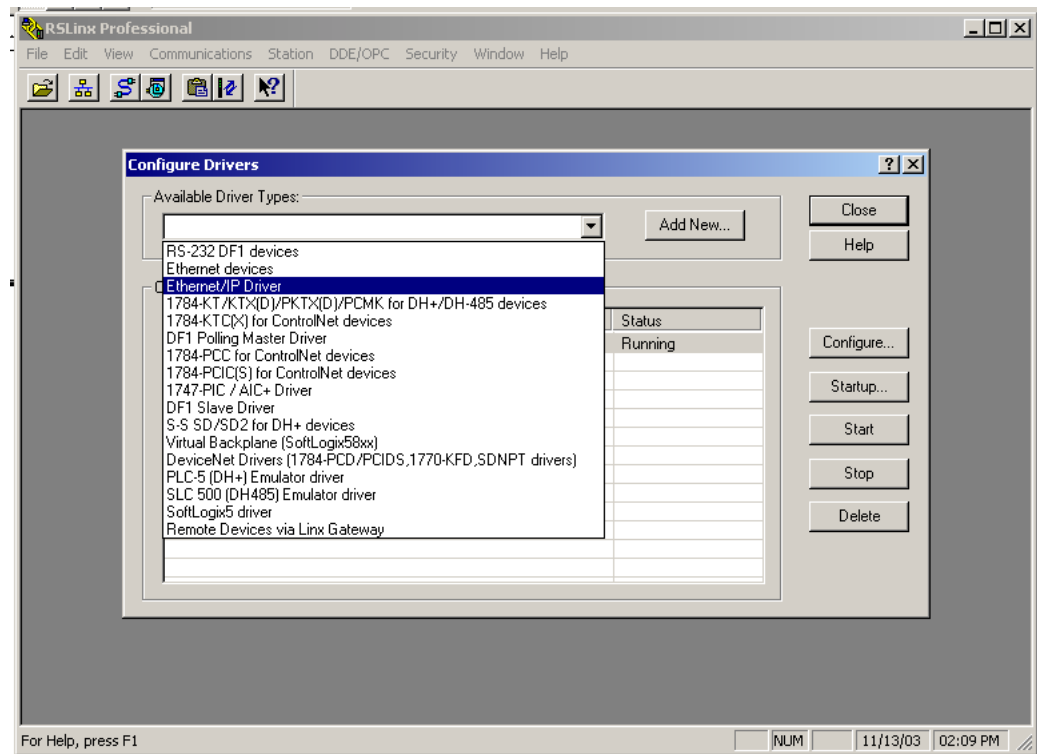 RSLinx Professional
File Edit View Communications Station DDE/OPC Security Window Help
Configure Drivers
Available Driver Types:
Add New...
Close
Help
RS-232 DF1 devices
Ethernet devices
Ethernet/IP Driver
1784-KT/KTX(D)/PKTX(D)/PCMK for DH+/DH-485 devices
1784-KTC(X) for ControlNet devices
DF1 Polling Master Driver
1784-PCC for ControlNet devices
1784-PCIC(S) for ControlNet devices
1747-PIC / AIC+ Driver
DF1 Slave Driver
S-S SD/SD2 for DH+ devices
Virtual Backplane (SoftLogix58xx)
DeviceNet Drivers (1784-PCD/PCIDS,1770-KFD,SDNPT drivers)
PLC-5 (DH+) Emulator driver
SLC 500 (DH485) Emulator driver
SoftLogix5 driver
Remote Devices via Linx Gateway
Status
Running
Configure...
Startup...
Start
Stop
Delete
For Help, press F1
NUM
11/13/03
02:09 PM